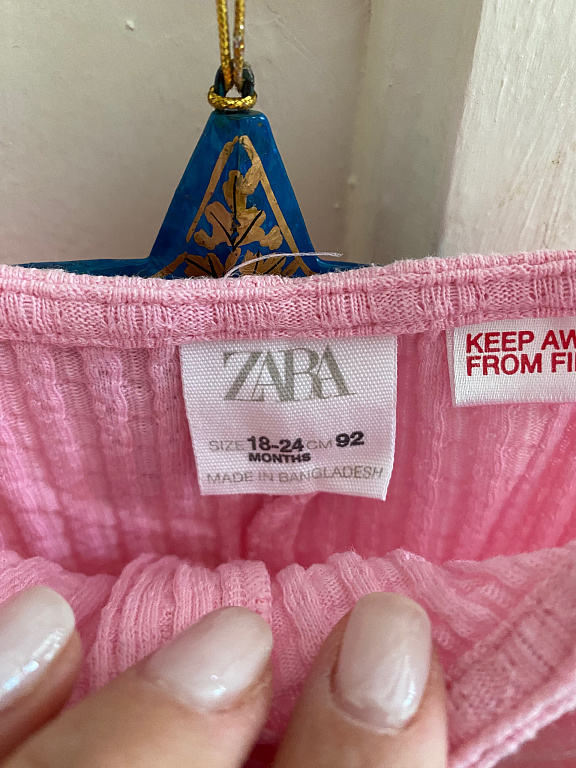 ZARA
SIZE 18-24 CM 92
MONTHS
MADE IN BANGLADESH
KEEP AW
FROM FI